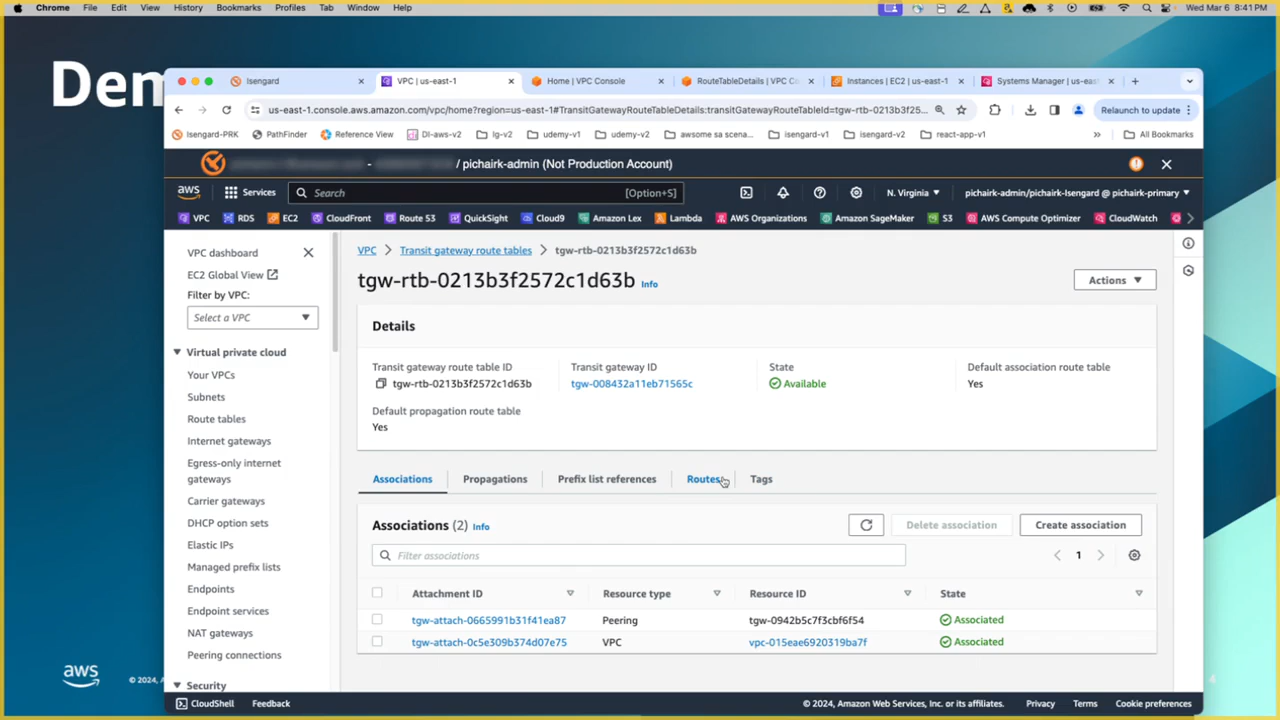 Chrome File Edit View History Bookmarks Profiles Tab Window Help Wed Mar 6 8:41 PM
Dem
Isengard VPC | us-east-1 Home | VPC Console RouteTableDetails | VPC Co Instances | EC2 | us-east-1 Systems Manager | us-eas
us-east-1.console.aws.amazon.com/vpc/home?region=us-east-1#TransitGatewayRouteTableDetails:transitGatewayRouteTableId=tgw-rtb-0213b3f25... Relaunch to update
Isengard-PRK PathFinder Reference View DI-aws-v2 lg-v2 udemy-v1 udemy-v2 awsome sa scena... isengard-v1 isengard-v2 react-app-v1 » All Bookmarks
- / pichairk-admin (Not Production Account)
aws Services Search [Option+S] N. Virginia pichairk-admin/pichairk-Isengard @ pichairk-primary
VPC RDS EC2 CloudFront Route 53 QuickSight Cloud9 Amazon Lex Lambda AWS Organizations Amazon SageMaker S3 AWS Compute Optimizer CloudWatch
VPC dashboard
EC2 Global View
Filter by VPC:
Select a VPC
Virtual private cloud
Your VPCs
Subnets
Route tables
Internet gateways
Egress-only internet
gateways
Carrier gateways
DHCP option sets
Elastic IPs
Managed prefix lists
Endpoints
Endpoint services
NAT gateways
Peering connections
Security
VPC > Transit gateway route tables > tgw-rtb-0213b3f2572c1d63b
tgw-rtb-0213b3f2572c1d63b Info
Actions
Details
Transit gateway route table ID
tgw-rtb-0213b3f2572c1d63b
Transit gateway ID
tgw-008432a11eb71565c
State
Available
Default association route table
Yes
Default propagation route table
Yes
Associations Propagations Prefix list references Routes Tags
Associations (2) Info
Delete association Create association
Filter associations
1
Attachment ID Resource type Resource ID State
tgw-attach-0665991b31f41ea87 Peering tgw-0942b5c7f3cbf6f54 Associated
tgw-attach-0c5e309b374d07e75 VPC vpc-015eae6920319ba7f Associated
CloudShell Feedback © 2024, Amazon Web Services, Inc. or its affiliates. Privacy Terms Cookie preferences
aws © 2024, 4